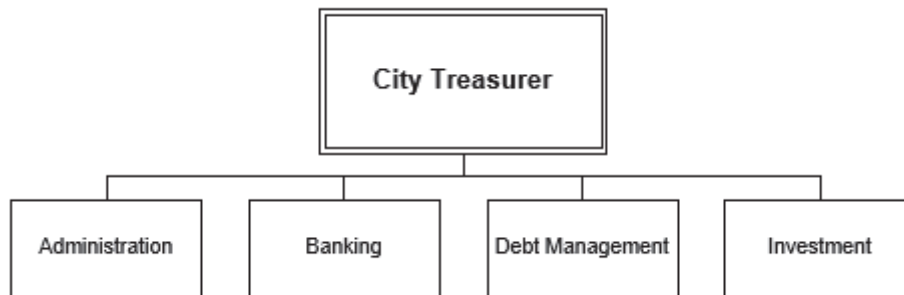 City Treasurer
Administration
Banking
Debt Management
Investment